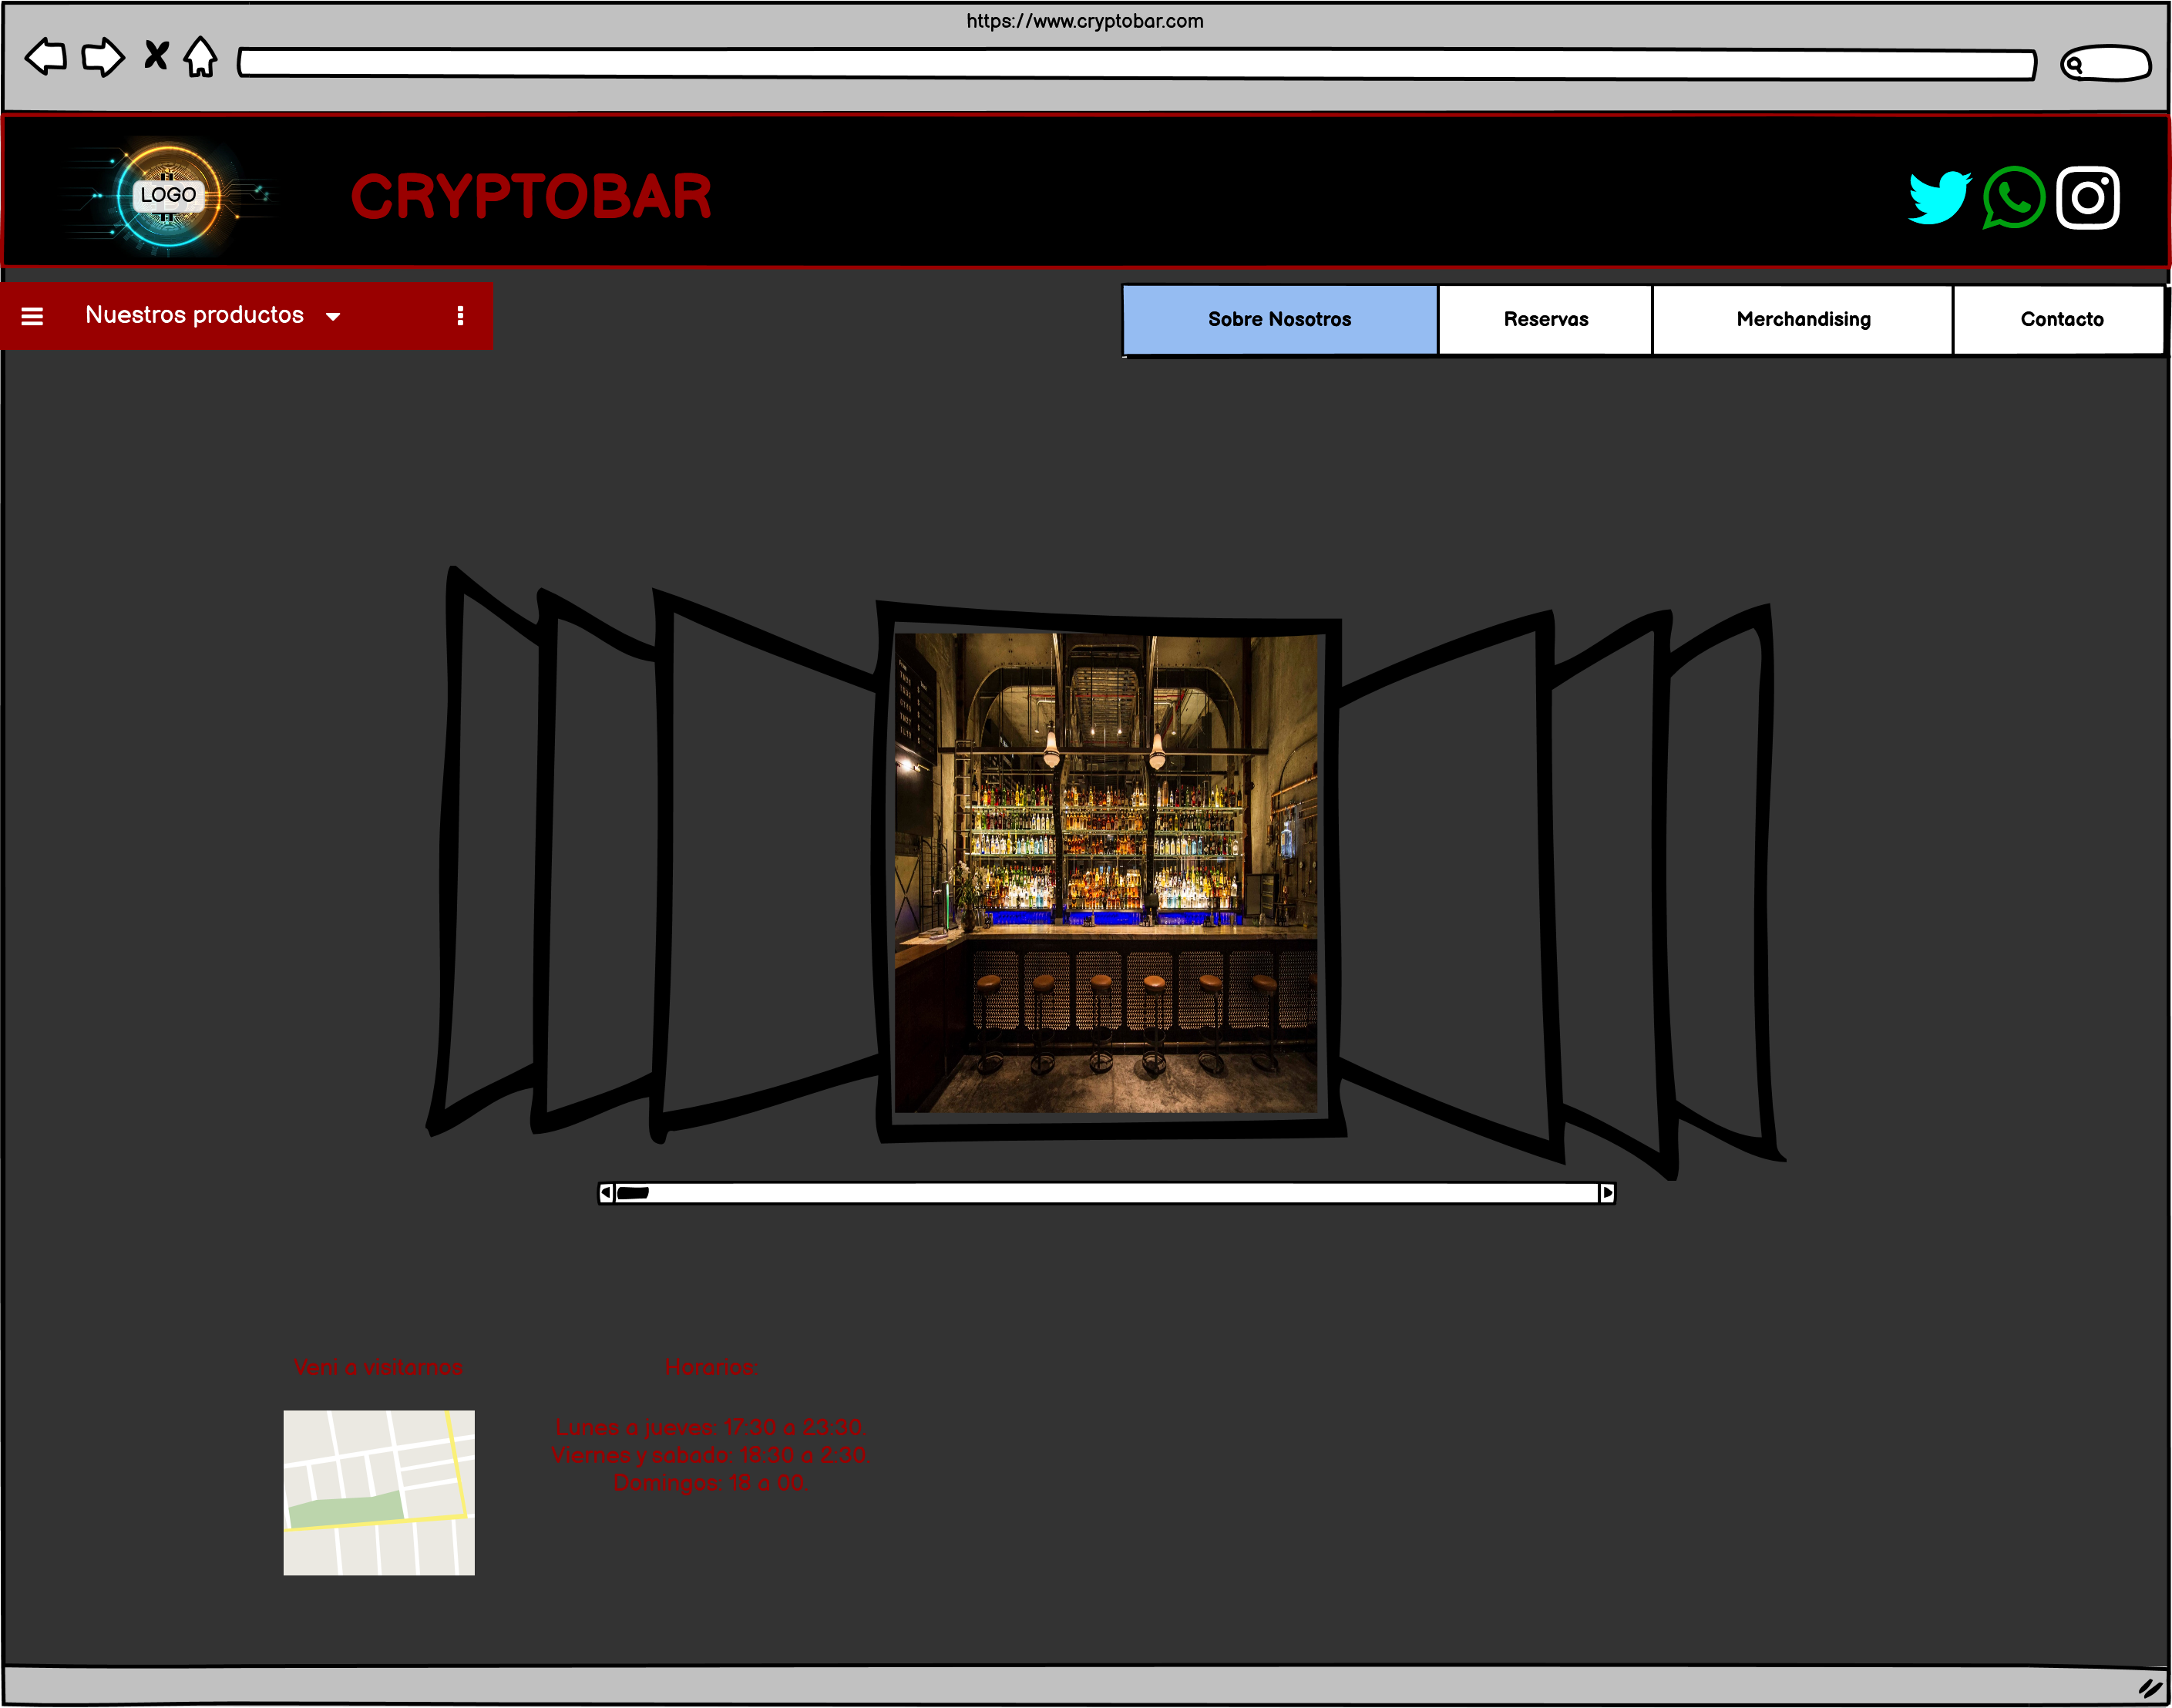 https://www.cryptobar.com
LOGO
CRYPTOBAR
Nuestros productos
Sobre Nosotros
Reservas
Merchandising
Contacto
Veni a visitarnos
Horarios:
Lunes a jueves: 17:30 a 23:30.
Viernes y sabado: 18:30 a 2:30.
Domingos: 18 a 00.